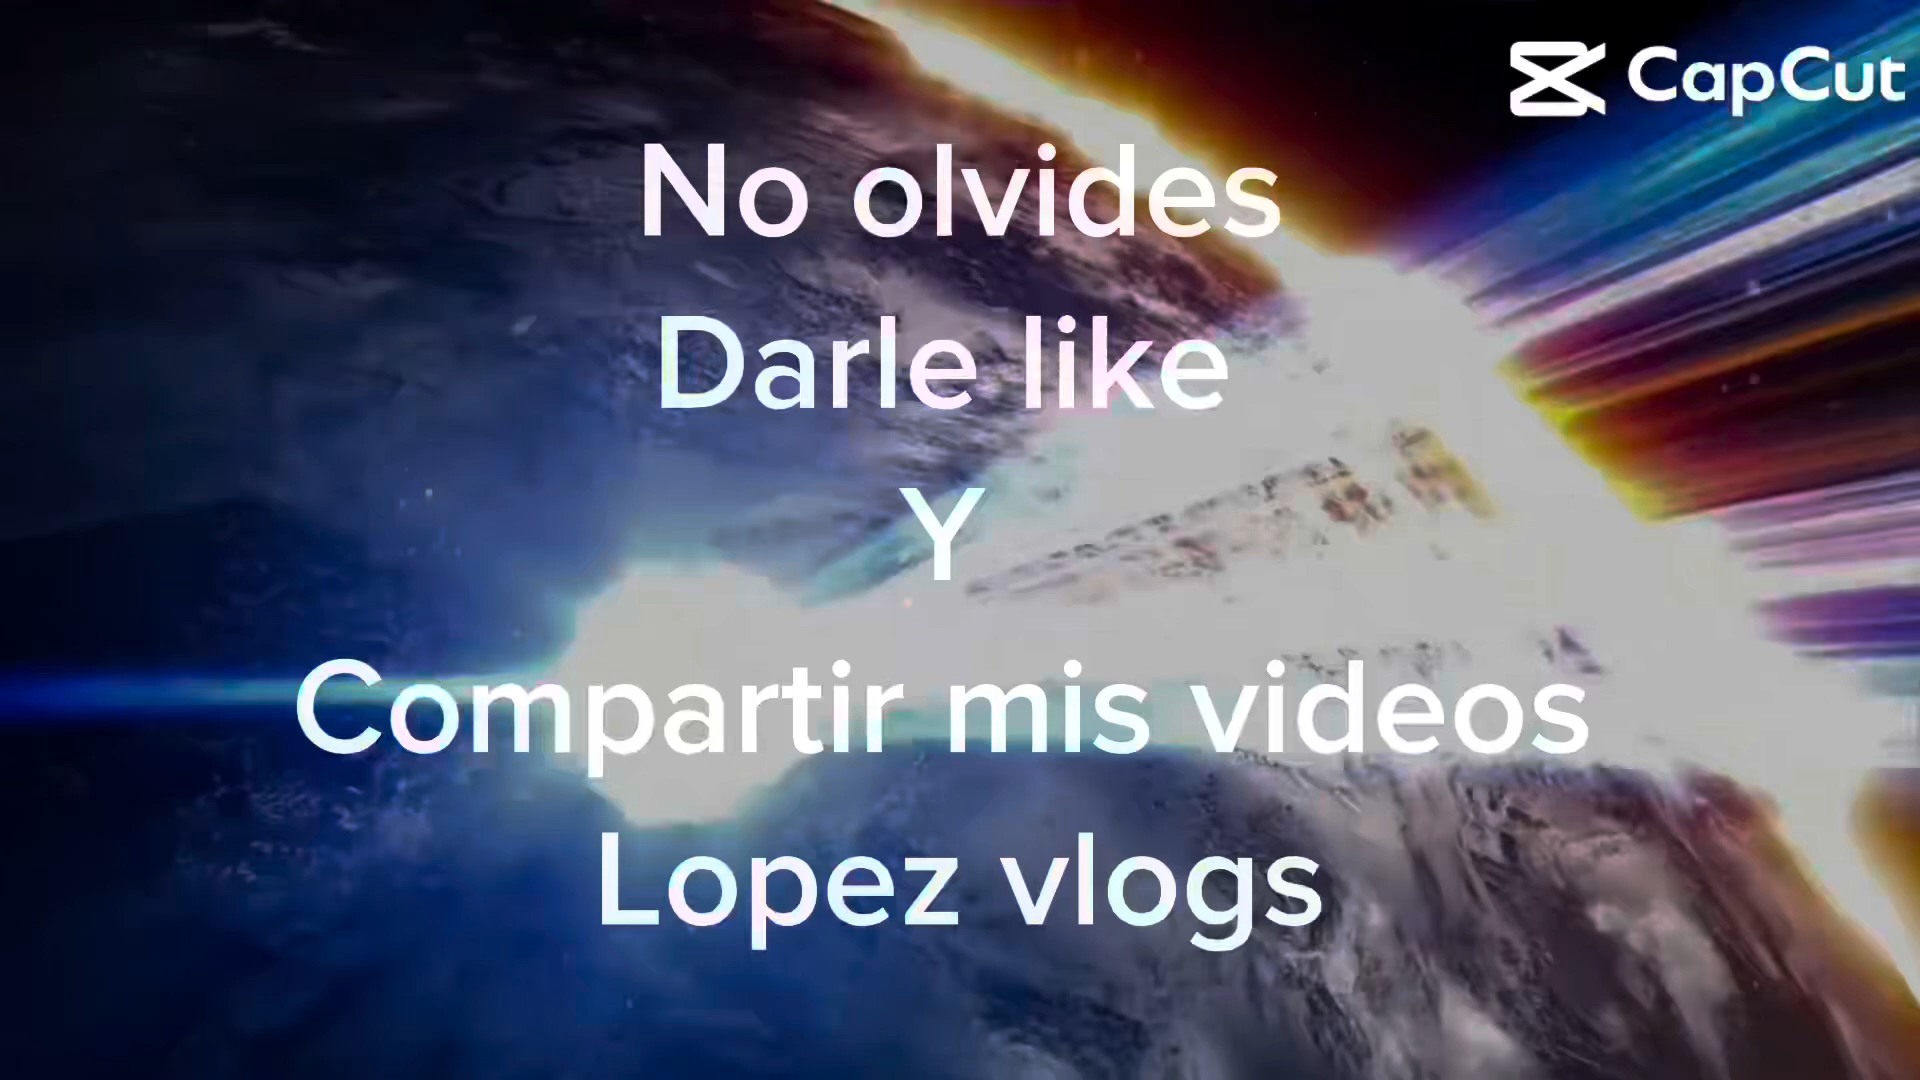 CapCut
No olvides
Darle like
Y
Compartir mis videos
Lopez vlogs